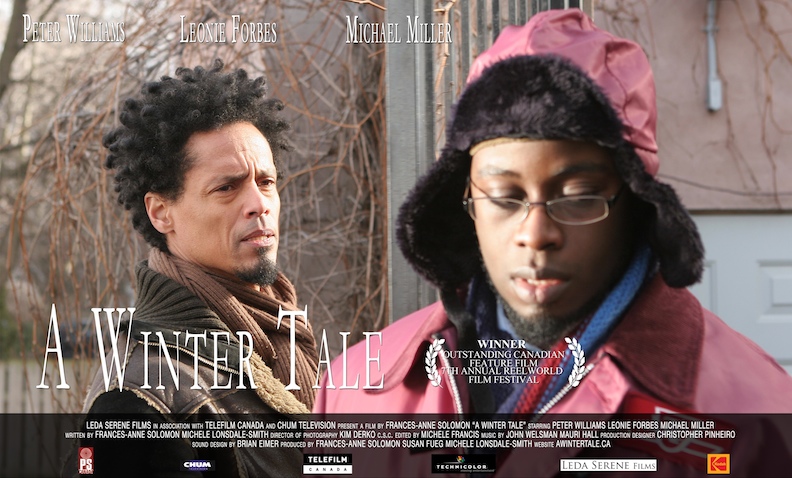 PETER WILLIAMS LEONIE FORBES MICHAEL MILLER
A WINTER TALE
WINNER
OUTSTANDING CANADIAN
FEATURE FILM
7TH ANNUAL REELWORLD
FILM FESTIVAL
LEDA SERENE FILMS IN ASSOCIATION WITH TELEFILM CANADA AND CHUM TELEVISION PRESENT A FILM BY FRANCES-ANNE SOLOMON "A WINTER TALE" STARRING PETER WILLIAMS LEONIE FORBES MICHAEL MILLER
WRITTEN BY FRANCES-ANNE SOLOMON MICHELE LONSDALE-SMITH DIRECTOR OF PHOTOGRAPHY KIM DERKO C.S.C. EDITED BY MICHELE FRANCIS MUSIC BY JOHN WELSMAN MAURI HALL PRODUCTION DESIGNER CHRISTOPHER PINHEIRO
SOUND DESIGN BY BRIAN EIMER PRODUCED BY FRANCES-ANNE SOLOMON SUSAN FUEG MICHELE LONSDALE-SMITH WEBSITE AWINTERTALE.CA
PS CHUM TELEFILM TECHNICOLOR LEDA SERENE FILMS Kodak
CANADA